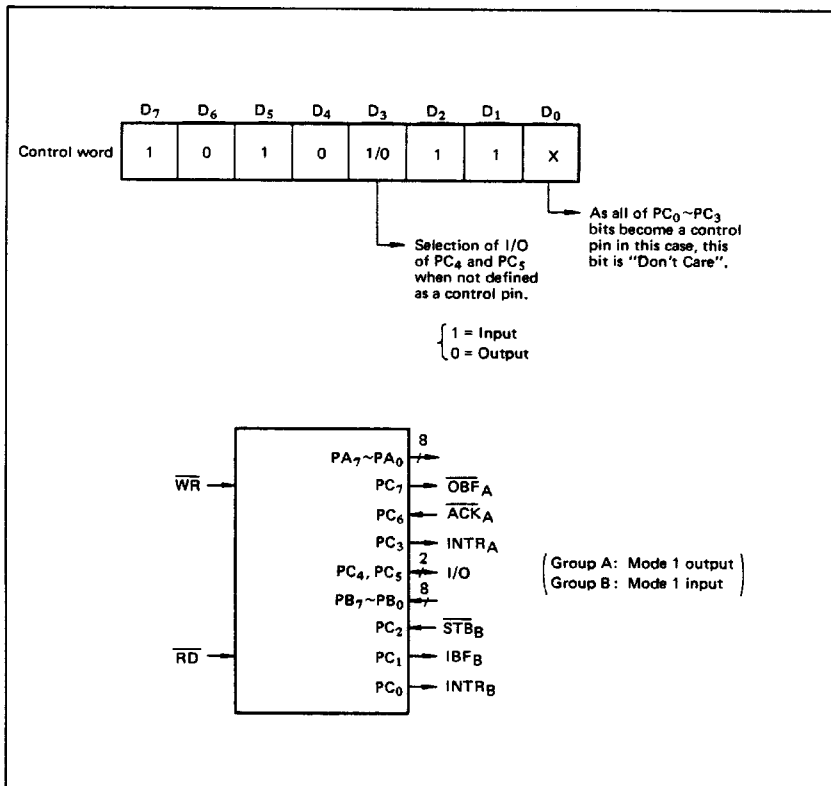 D7 D6 D5 D4 D3 D2 D1 D0
Control word 1 0 1 0 1/0 1 1 X
As all of PC0~PC3
bits become a control
pin in this case, this
bit is "Don't Care".
Selection of I/O
of PC4 and PC5
when not defined
as a control pin.
1 = Input
0 = Output
8
PA7~PA0
WR PC7 OBFA
PC6 ACKA
PC3 INTRA
2
PC4, PC5 I/O
8
PB7~PB0
PC2 STBB
RD PC1 IBFB
PC0 INTRB
(Group A: Mode 1 output
Group B: Mode 1 input)